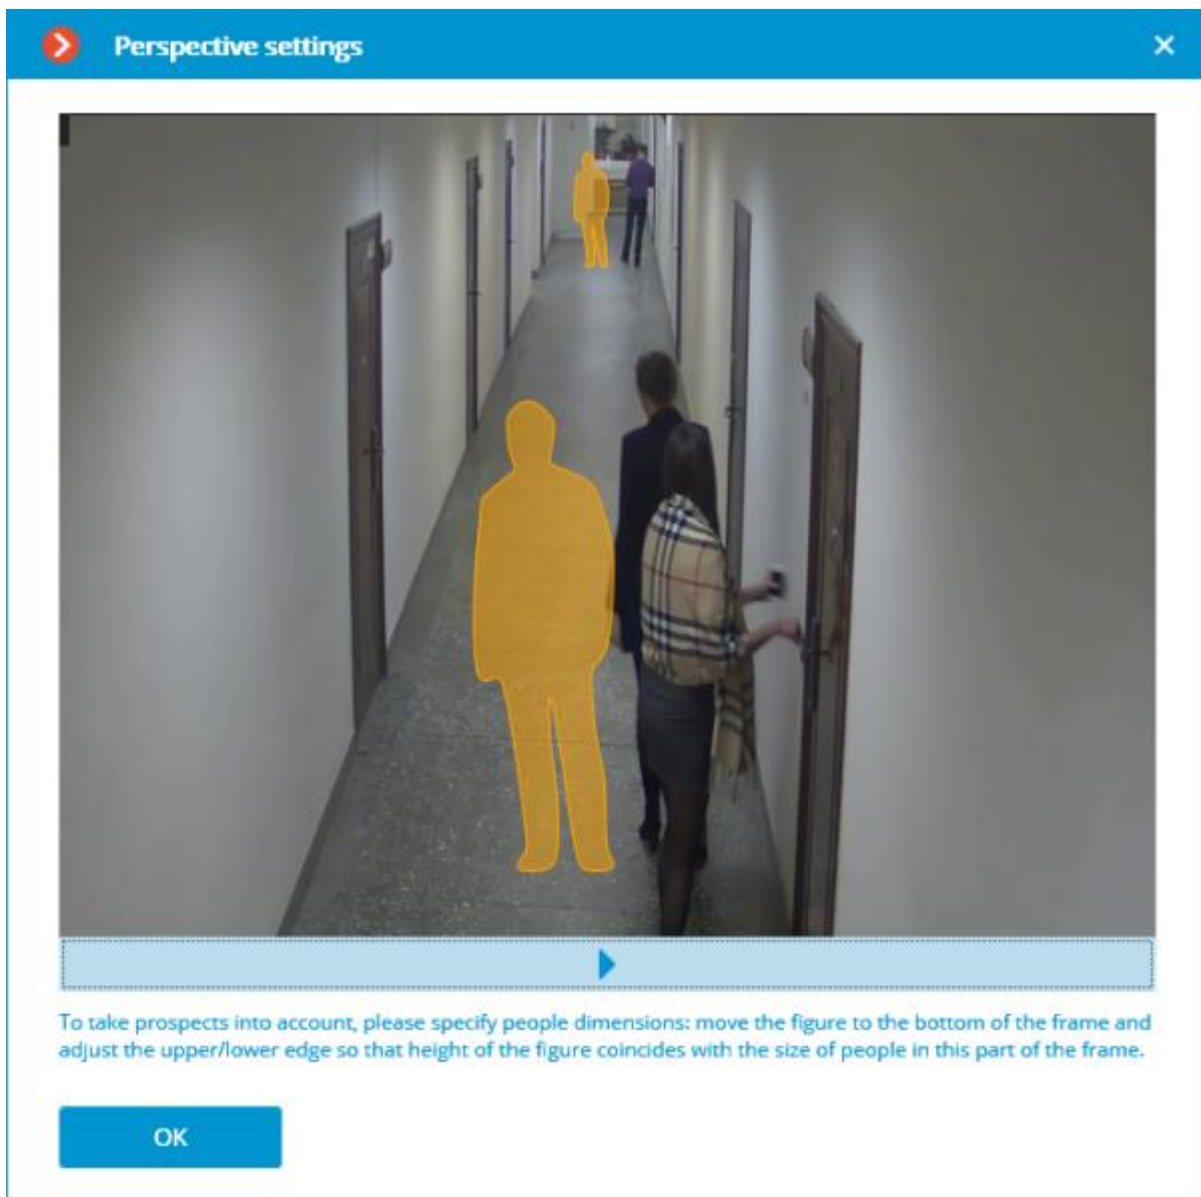 Perspective settings
To take prospects into account, please specify people dimensions: move the figure to the bottom of the frame and
adjust the upper/lower edge so that height of the figure coincides with the size of people in this part of the frame.
OK